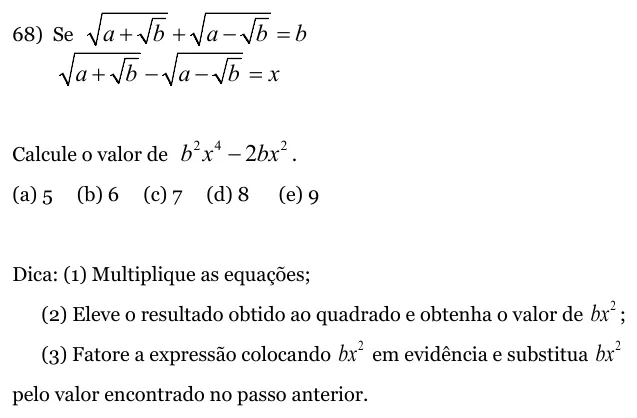 68) Se √(a+√b) + √(a−√b) = b
√(a+√b) − √(a−√b) = x
Calcule o valor de b²x⁴ − 2bx².
(a) 5 (b) 6 (c) 7 (d) 8 (e) 9
Dica: (1) Multiplique as equações;
(2) Eleve o resultado obtido ao quadrado e obtenha o valor de bx²;
(3) Fatore a expressão colocando bx² em evidência e substitua bx²
pelo valor encontrado no passo anterior.